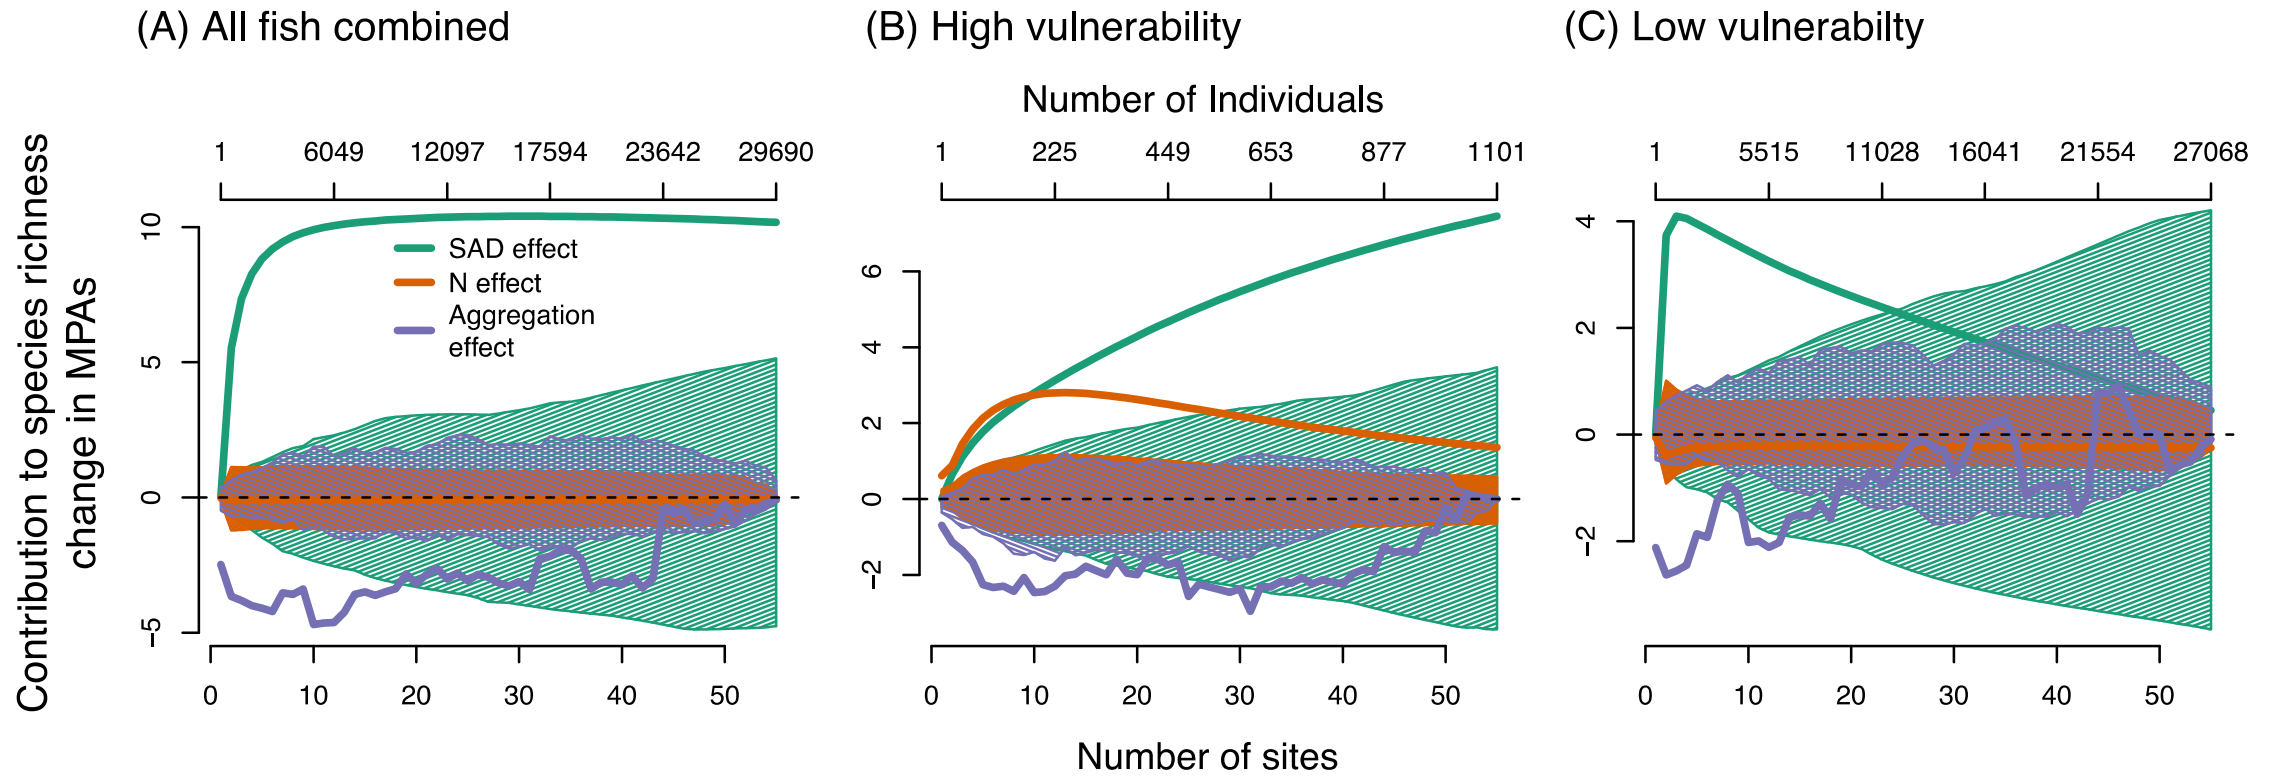 (A) All fish combined
(B) High vulnerability
(C) Low vulnerabilty
Number of Individuals
1 6049 12097 17594 23642 29690
1 225 449 653 877 1101
1 5515 11028 16041 21554 27068
Contribution to species richness
change in MPAs
10
5
0
−5
SAD effect
N effect
Aggregation
effect
6
4
2
0
−2
4
2
0
−2
0 10 20 30 40 50
0 10 20 30 40 50
0 10 20 30 40 50
Number of sites